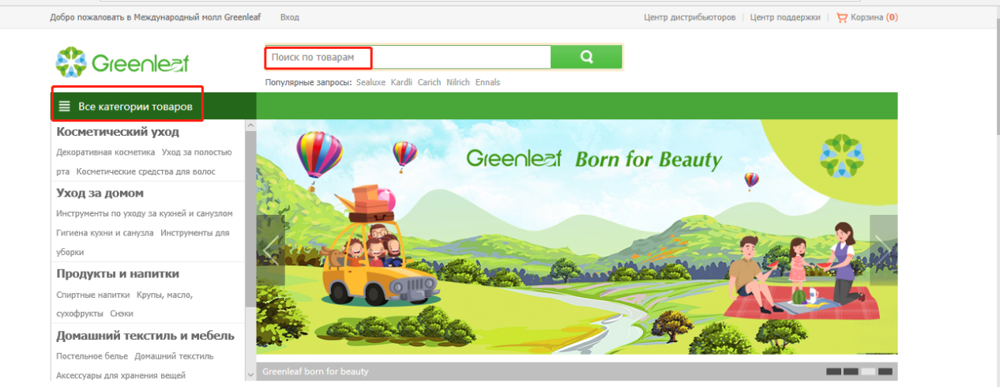 Добро пожаловать в Международный молл Greenleaf Вход Центр дистрибьюторов Центр поддержки Корзина (0)
Greenleaf
Поиск по товарам
Популярные запросы: Sealuxe Kardli Carich Nilrich Ennals
Все категории товаров
Косметический уход
Декоративная косметика Уход за полостью
рта Косметические средства для волос
Уход за домом
Инструменты по уходу за кухней и санузлом
Гигиена кухни и санузла Инструменты для
уборки
Продукты и напитки
Спиртные напитки Крупы, масло,
сухофрукты Снэки
Домашний текстиль и мебель
Постельное белье Домашний текстиль
Аксессуары для хранения вещей
Greenleaf Born for Beauty
Greenleaf born for beauty